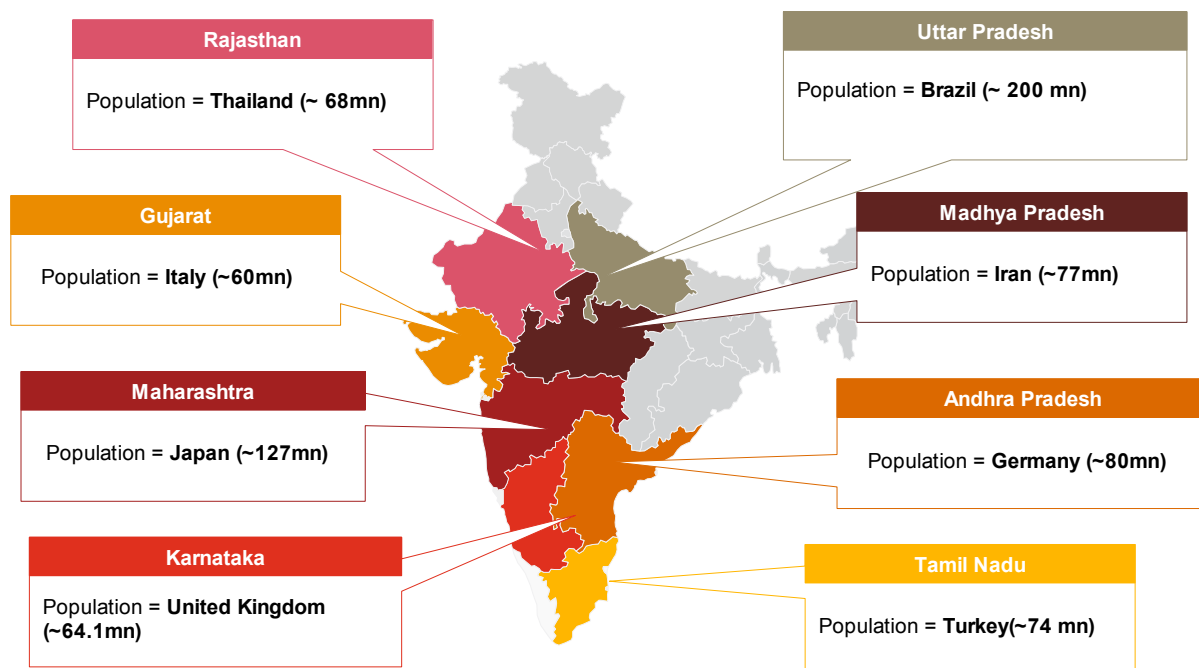 Rajasthan
Population = Thailand (~ 68mn)
Uttar Pradesh
Population = Brazil (~ 200 mn)
Gujarat
Population = Italy (~60mn)
Madhya Pradesh
Population = Iran (~77mn)
Maharashtra
Population = Japan (~127mn)
Andhra Pradesh
Population = Germany (~80mn)
Karnataka
Population = United Kingdom
(~64.1mn)
Tamil Nadu
Population = Turkey(~74 mn)